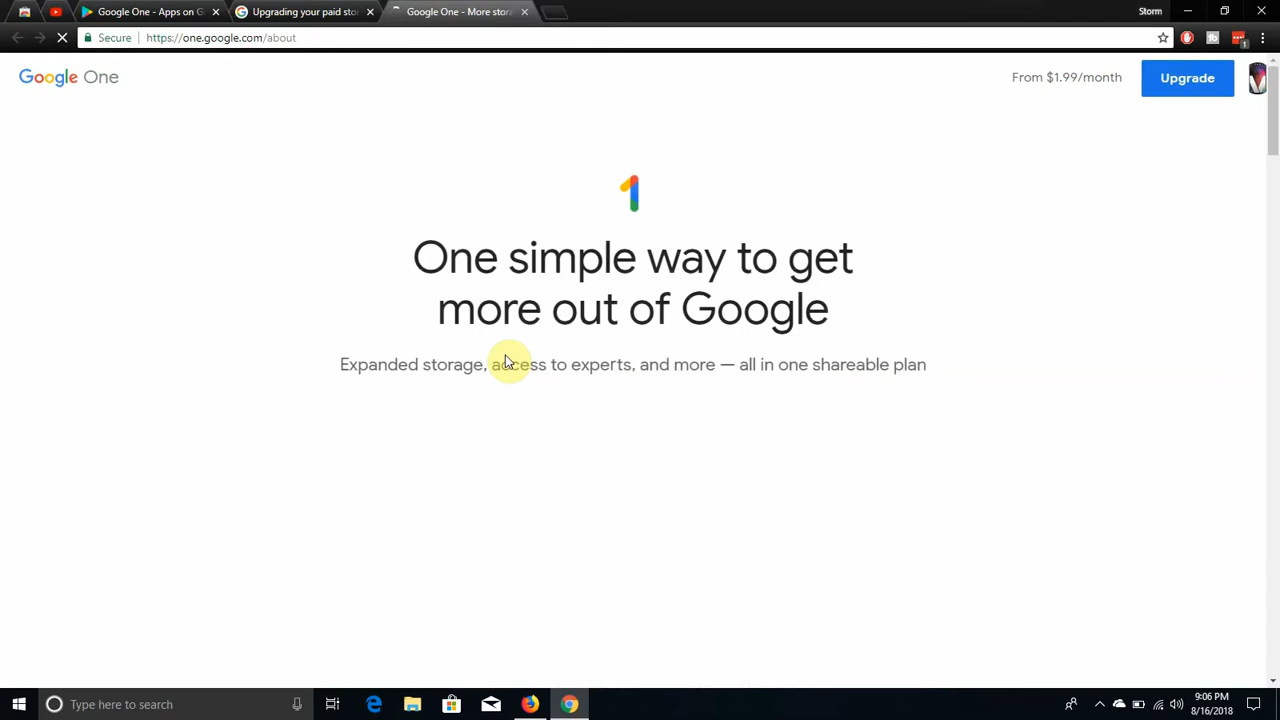 Google One - Apps on G
Upgrading your paid sto
Google One - More stora
Storm
Secure
https://one.google.com/about
Google One
From $1.99/month
Upgrade
1
One simple way to get
more out of Google
Expanded storage, access to experts, and more — all in one shareable plan
Type here to search
9:06 PM
8/16/2018